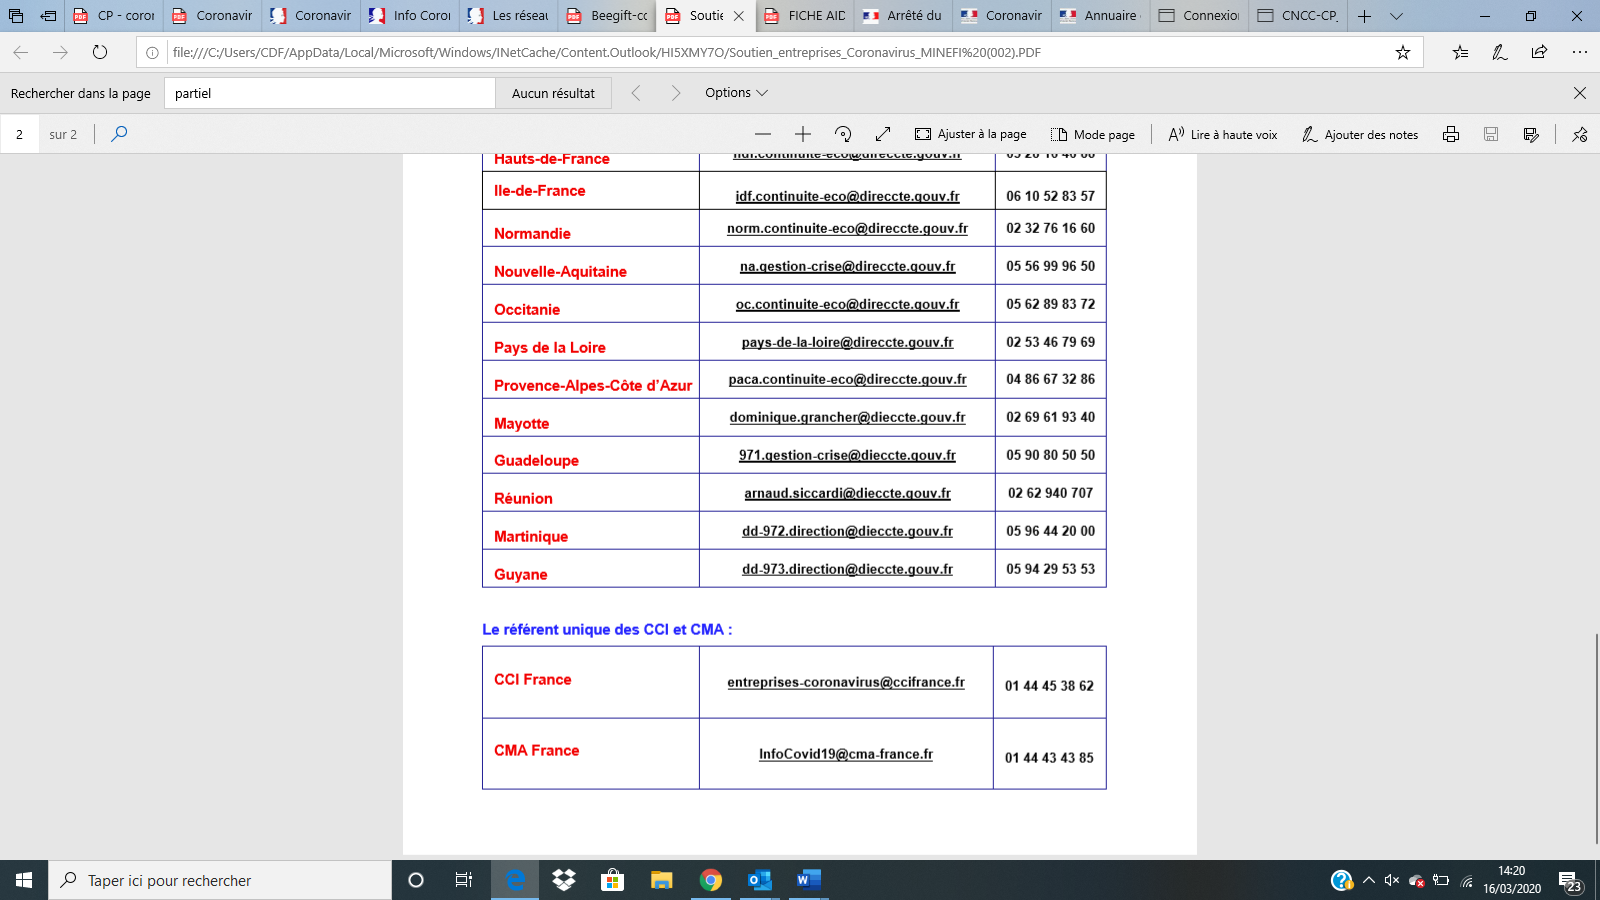 CP - coror
Coronavir
Coronavir
Info Coror
Les réseau
Beegift-cc
Soutie
FICHE AID
Arrêté du
Coronavir
Annuaire
Connexior
CNCC-CP_
file:///C:/Users/CDF/AppData/Local/Microsoft/Windows/INetCache/Content.Outlook/HI5XMY7O/Soutien_entreprises_Coronavirus_MINEFI%20(002).PDF
Rechercher dans la page partiel Aucun résultat Options
2 sur 2 Ajuster à la page Mode page Lire à haute voix Ajouter des notes
Hauts-de-France
Ile-de-France idf.continuite-eco@direccte.gouv.fr 06 10 52 83 57
Normandie norm.continuite-eco@direccte.gouv.fr 02 32 76 16 60
Nouvelle-Aquitaine na.gestion-crise@direccte.gouv.fr 05 56 99 96 50
Occitanie oc.continuite-eco@direccte.gouv.fr 05 62 89 83 72
Pays de la Loire pays-de-la-loire@direccte.gouv.fr 02 53 46 79 69
Provence-Alpes-Côte d'Azur paca.continuite-eco@direccte.gouv.fr 04 86 67 32 86
Mayotte dominique.grancher@dieccte.gouv.fr 02 69 61 93 40
Guadeloupe 971.gestion-crise@dieccte.gouv.fr 05 90 80 50 50
Réunion arnaud.siccardi@dieccte.gouv.fr 02 62 940 707
Martinique dd-972.direction@dieccte.gouv.fr 05 96 44 20 00
Guyane dd-973.direction@dieccte.gouv.fr 05 94 29 53 53
Le référent unique des CCI et CMA :
CCI France entreprises-coronavirus@ccifrance.fr 01 44 45 38 62
CMA France InfoCovid19@cma-france.fr 01 44 43 43 85
Taper ici pour rechercher
14:20
16/03/2020
23